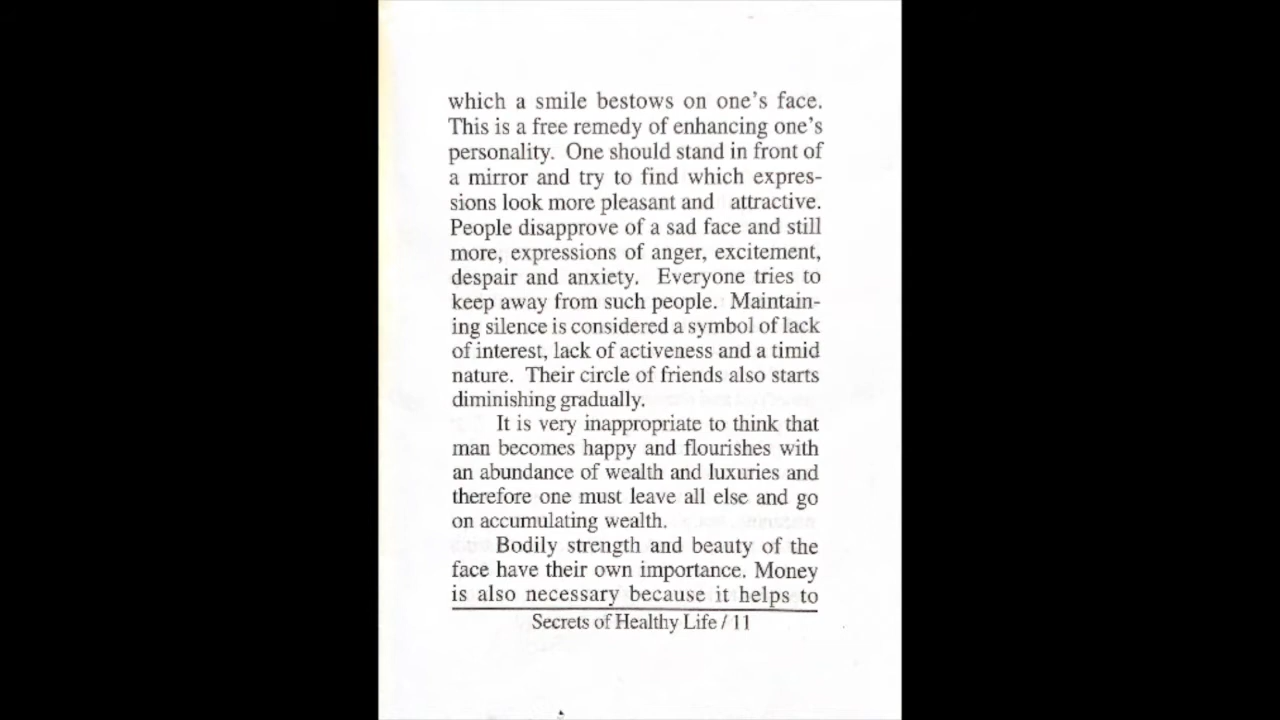 which a smile bestows on one's face.
This is a free remedy of enhancing one's
personality. One should stand in front of
a mirror and try to find which expres-
sions look more pleasant and attractive.
People disapprove of a sad face and still
more, expressions of anger, excitement,
despair and anxiety. Everyone tries to
keep away from such people. Maintain-
ing silence is considered a symbol of lack
of interest, lack of activeness and a timid
nature. Their circle of friends also starts
diminishing gradually.
It is very inappropriate to think that
man becomes happy and flourishes with
an abundance of wealth and luxuries and
therefore one must leave all else and go
on accumulating wealth.
Bodily strength and beauty of the
face have their own importance. Money
is also necessary because it helps to
Secrets of Healthy Life / 11